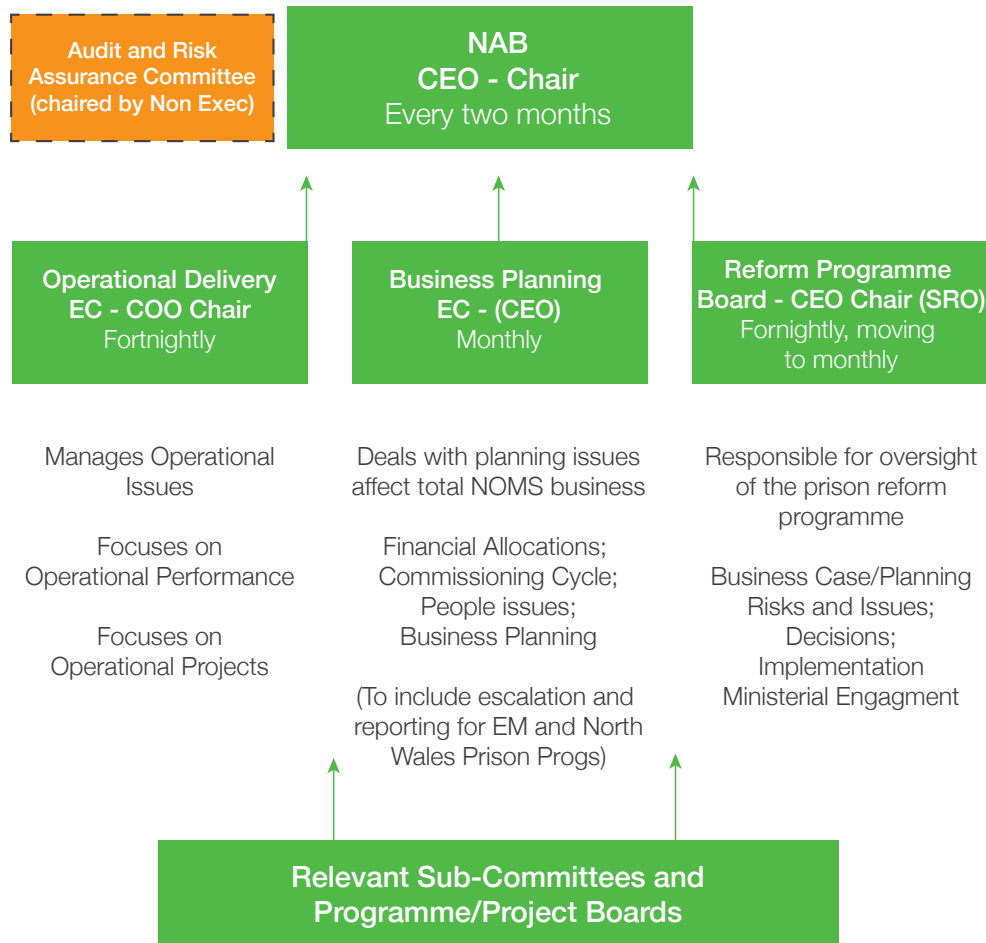 Audit and Risk
Assurance Committee
(chaired by Non Exec)
NAB
CEO - Chair
Every two months
Operational Delivery
EC - COO Chair
Fortnightly
Business Planning
EC - (CEO)
Monthly
Reform Programme
Board - CEO Chair (SRO)
Fornightly, moving
to monthly
Manages Operational
Issues
Focuses on
Operational Performance
Focuses on
Operational Projects
Deals with planning issues
affect total NOMS business
Financial Allocations;
Commissioning Cycle;
People issues;
Business Planning
(To include escalation and
reporting for EM and North
Wales Prison Progs)
Responsible for oversight
of the prison reform
programme
Business Case/Planning
Risks and Issues;
Decisions;
Implementation
Ministerial Engagment
Relevant Sub-Committees and
Programme/Project Boards